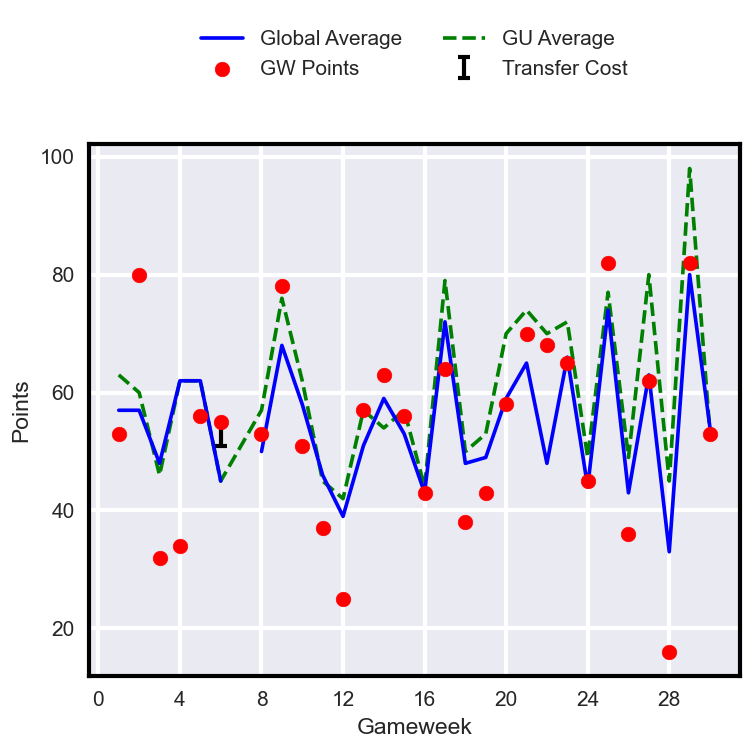 Global Average GU Average
GW Points Transfer Cost
100
80
60
40
20
Points
0 4 8 12 16 20 24 28
Gameweek